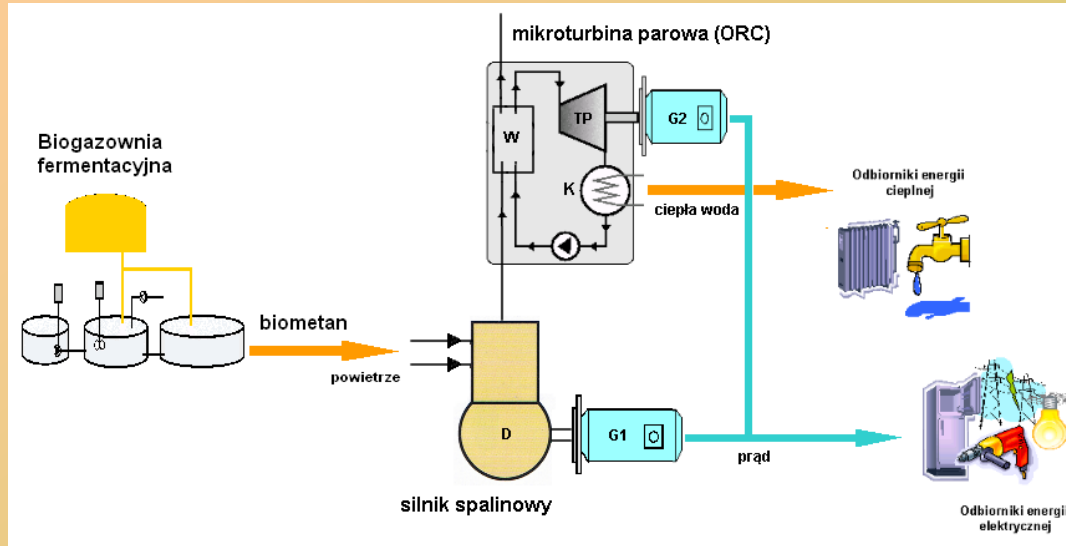 mikroturbina parowa (ORC)
Biogazownia
fermentacyjna
W
TP
G2
K
ciepła woda
Odbiorniki energii
cieplnej
biometan
powietrze
D
G1
prąd
silnik spalinowy
Odbiorniki energii
elektrycznej